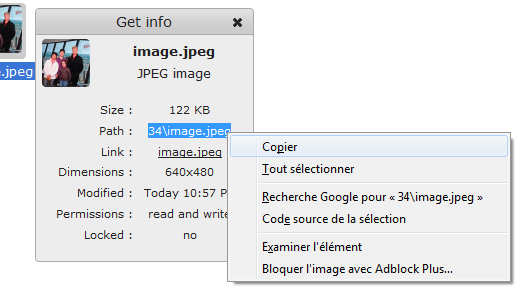 Get info
image.jpeg
JPEG image
.jpeg
Size : 122 KB
Path : 34\image.jpeg
Link : image.jpeg
Dimensions : 640x480
Modified : Today 10:57 P
Permissions : read and write
Locked : no
Copier
Tout sélectionner
Recherche Google pour « 34\image.jpeg »
Code source de la sélection
Examiner l'élément
Bloquer l'image avec Adblock Plus...